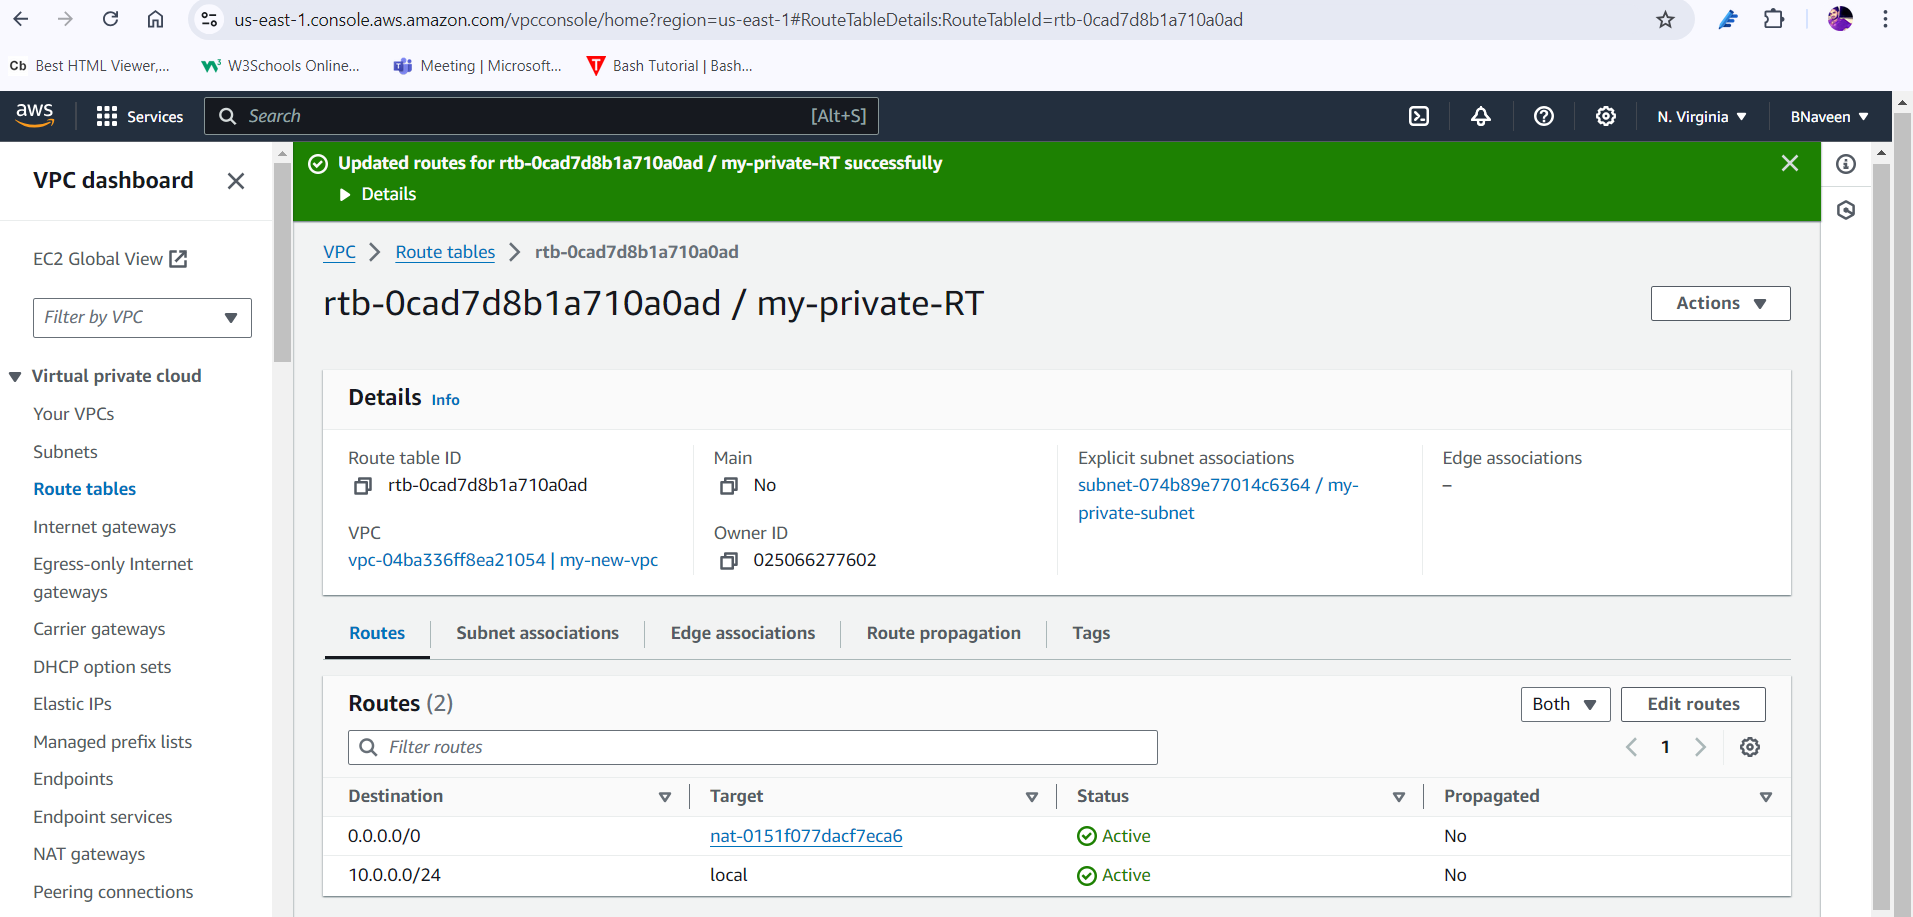 us-east-1.console.aws.amazon.com/vpcconsole/home?region=us-east-1#RouteTableDetails:RouteTableId=rtb-0cad7d8b1a710a0ad
Cb Best HTML Viewer,... W3Schools Online... Meeting | Microsoft... Bash Tutorial | Bash...
aws Services Search [Alt+S] N. Virginia BNaveen
VPC dashboard
EC2 Global View
Filter by VPC
Virtual private cloud
Your VPCs
Subnets
Route tables
Internet gateways
Egress-only Internet
gateways
Carrier gateways
DHCP option sets
Elastic IPs
Managed prefix lists
Endpoints
Endpoint services
NAT gateways
Peering connections
Updated routes for rtb-0cad7d8b1a710a0ad / my-private-RT successfully
Details
VPC Route tables rtb-0cad7d8b1a710a0ad
rtb-0cad7d8b1a710a0ad / my-private-RT
Actions
Details Info
Route table ID
rtb-0cad7d8b1a710a0ad
VPC
vpc-04ba336ff8ea21054 | my-new-vpc
Main
No
Owner ID
025066277602
Explicit subnet associations
subnet-074b89e77014c6364 / my-
private-subnet
Edge associations
–
Routes Subnet associations Edge associations Route propagation Tags
Routes (2) Both Edit routes
Filter routes 1
Destination Target Status Propagated
0.0.0.0/0 nat-0151f077dacf7eca6 Active No
10.0.0.0/24 local Active No